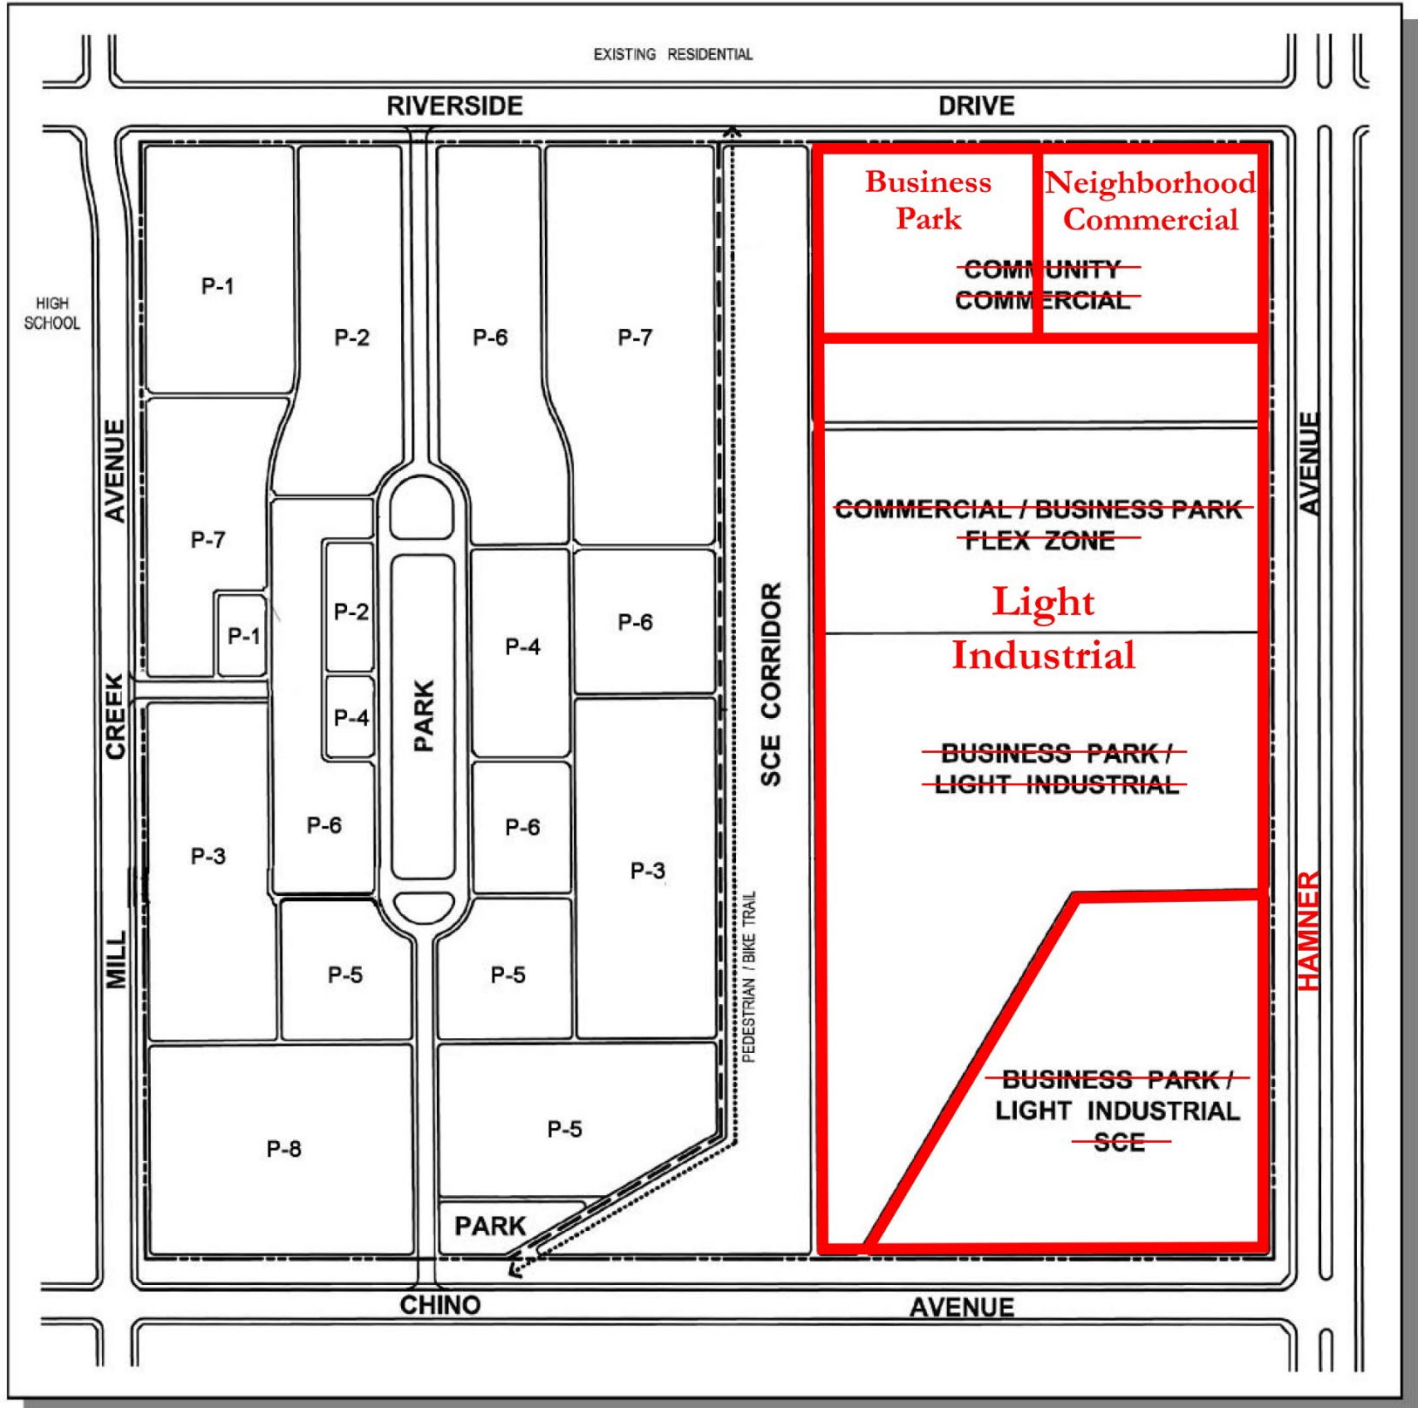 EXISTING RESIDENTIAL
RIVERSIDE DRIVE
HIGH
SCHOOL
MILL CREEK AVENUE
P-1
P-2
P-6
P-7
P-7
P-1
P-2
P-4
P-6
P-4
P-6
P-6
P-3
P-3
P-5
P-5
P-8
P-5
PARK
PARK
SCE CORRIDOR
PEDESTRIAN / BIKE TRAIL
Business
Park
Neighborhood
Commercial
COMMUNITY
COMMERCIAL
COMMERCIAL / BUSINESS PARK
FLEX ZONE
Light
Industrial
BUSINESS PARK /
LIGHT INDUSTRIAL
BUSINESS PARK /
LIGHT INDUSTRIAL
SCE
HAMNER AVENUE
CHINO AVENUE